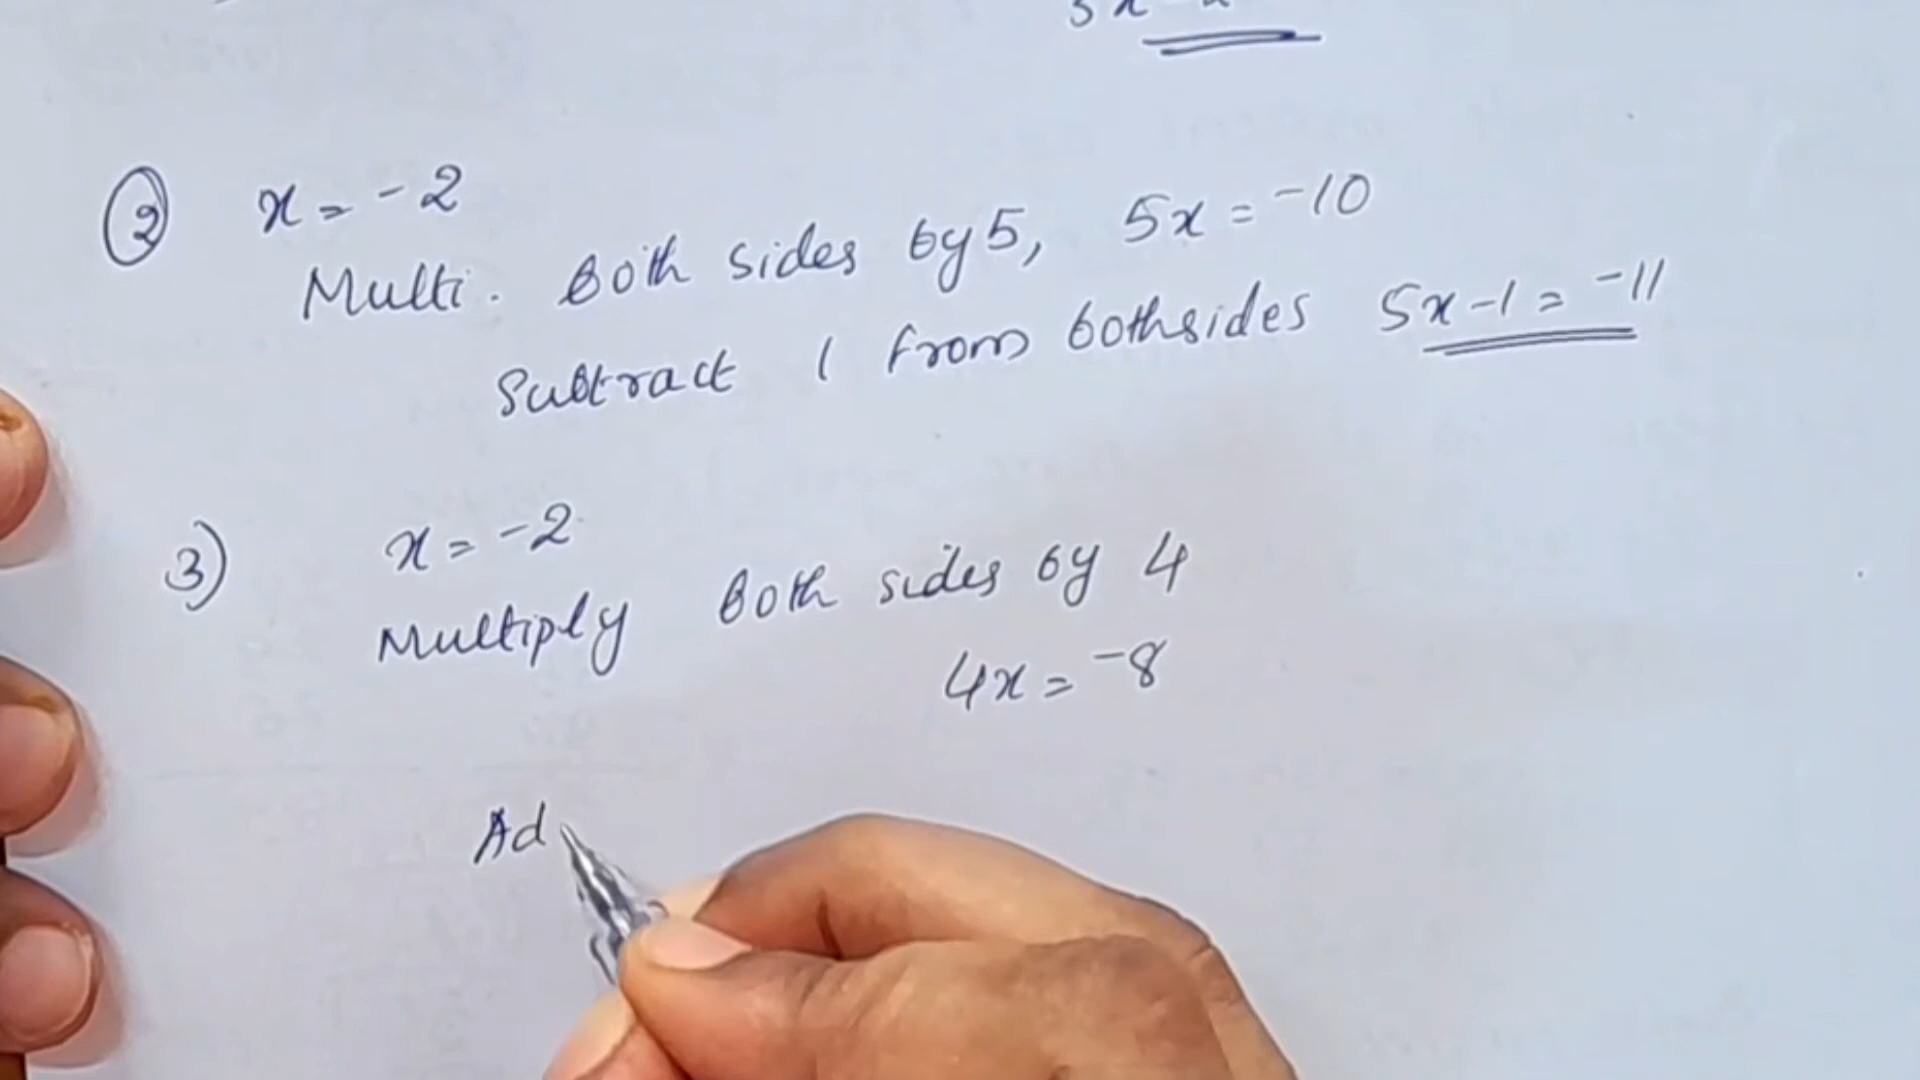 ② x = -2
Multi. Both sides by 5, 5x = -10
Subtract 1 from bothsides 5x-1 = -11
3) x = -2
Multiply Both sides by 4
4x = -8
Ad